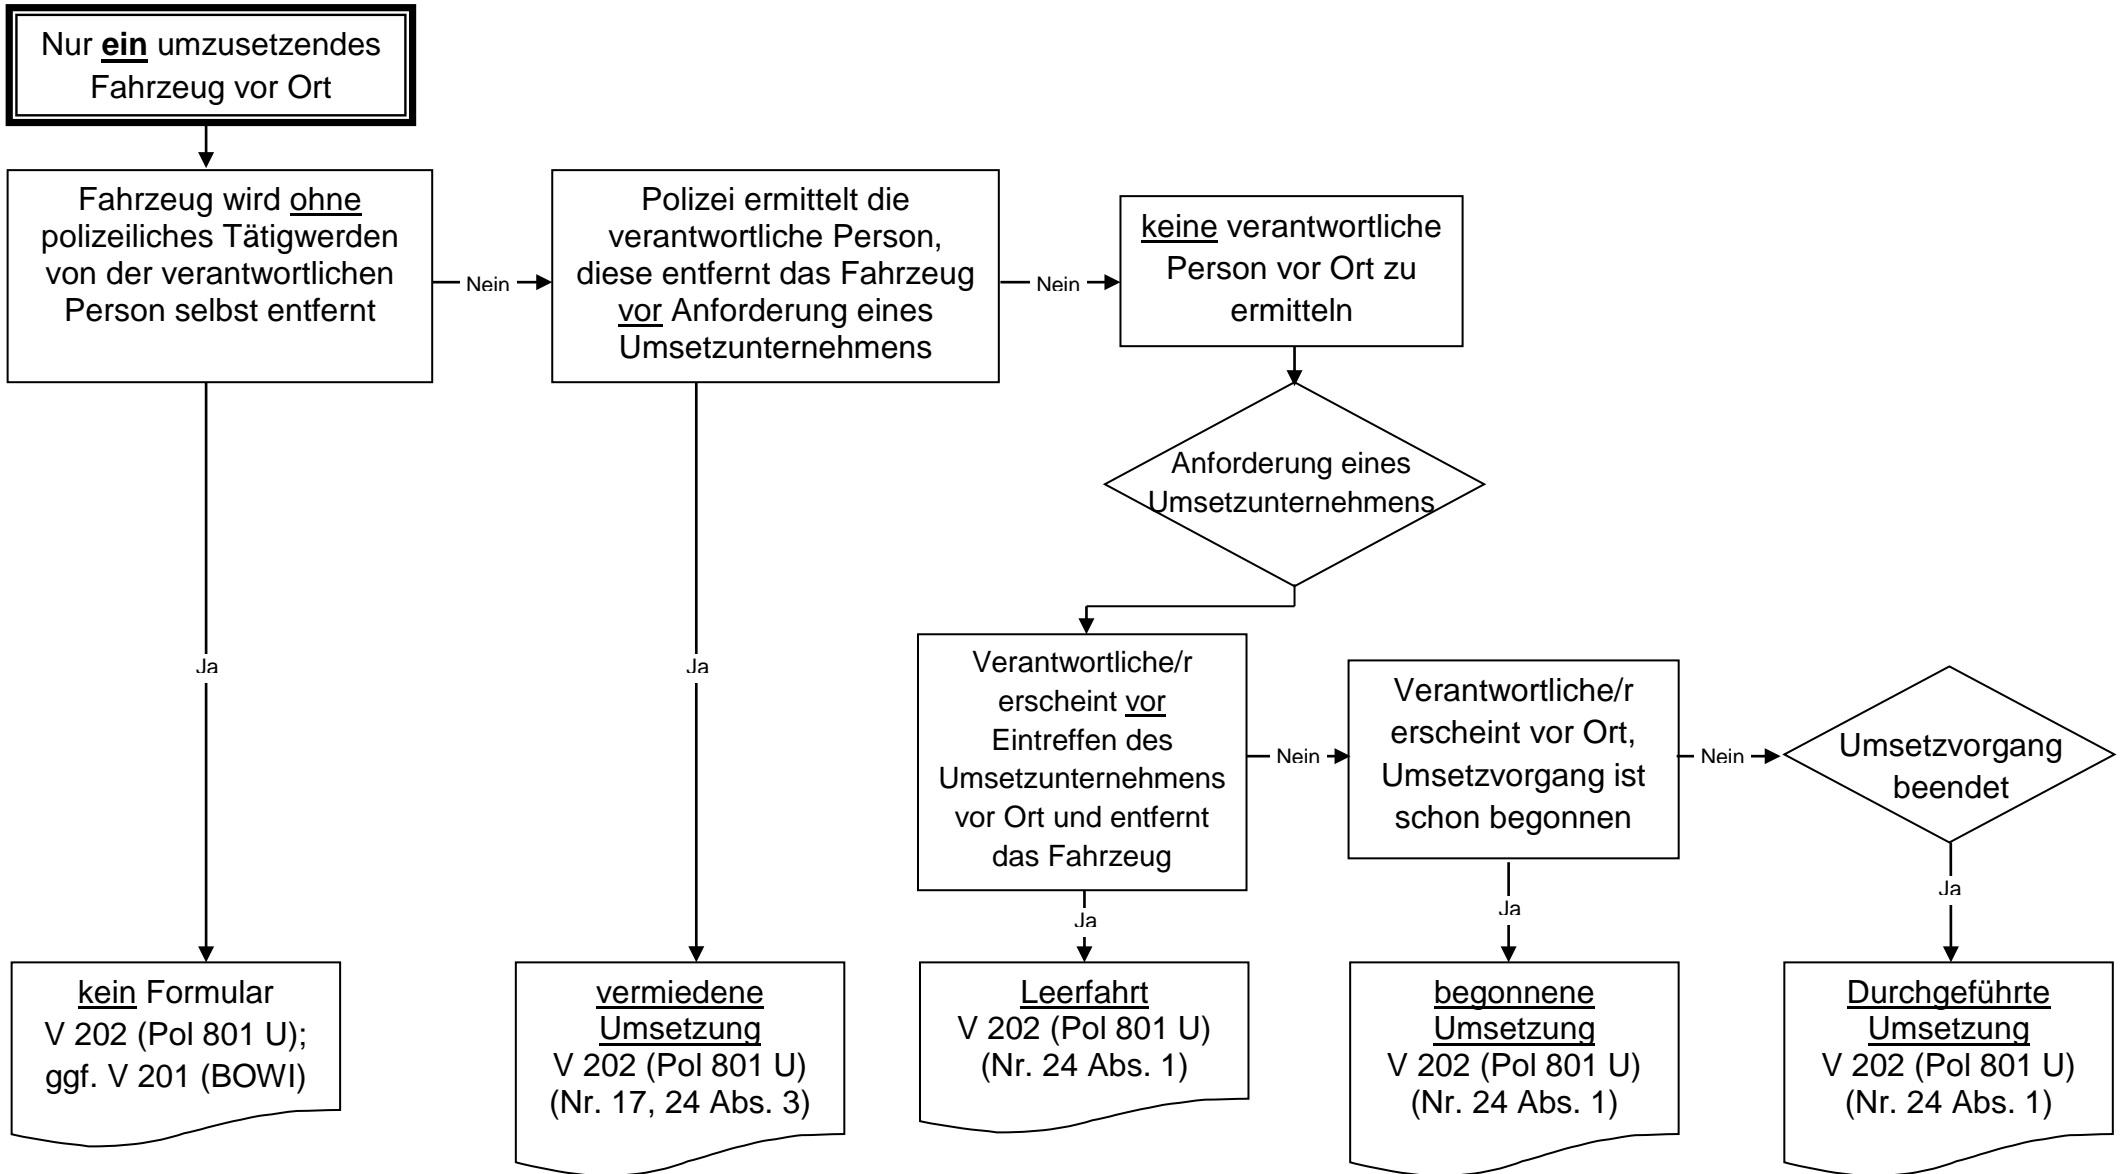 Nur ein umzusetzendes
Fahrzeug vor Ort
Fahrzeug wird ohne
polizeiliches Tätigwerden
von der verantwortlichen
Person selbst entfernt
Nein
Polizei ermittelt die
verantwortliche Person,
diese entfernt das Fahrzeug
vor Anforderung eines
Umsetzunternehmens
Nein
keine verantwortliche
Person vor Ort zu
ermitteln
Anforderung eines
Umsetzunternehmens
Ja
Ja
Verantwortliche/r
erscheint vor
Eintreffen des
Umsetzunternehmens
vor Ort und entfernt
das Fahrzeug
Nein
Verantwortliche/r
erscheint vor Ort,
Umsetzvorgang ist
schon begonnen
Nein
Umsetzvorgang
beendet
Ja
Ja
Ja
kein Formular
V 202 (Pol 801 U);
ggf. V 201 (BOWI)
vermiedene
Umsetzung
V 202 (Pol 801 U)
(Nr. 17, 24 Abs. 3)
Leerfahrt
V 202 (Pol 801 U)
(Nr. 24 Abs. 1)
begonnene
Umsetzung
V 202 (Pol 801 U)
(Nr. 24 Abs. 1)
Durchgeführte
Umsetzung
V 202 (Pol 801 U)
(Nr. 24 Abs. 1)